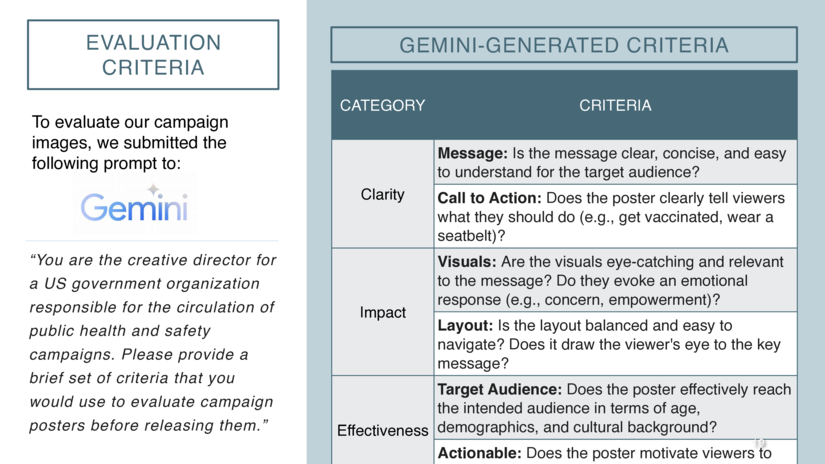 EVALUATION
CRITERIA
To evaluate our campaign
images, we submitted the
following prompt to:
Gemini
“You are the creative director for
a US government organization
responsible for the circulation of
public health and safety
campaigns. Please provide a
brief set of criteria that you
would use to evaluate campaign
posters before releasing them.”
GEMINI-GENERATED CRITERIA
CATEGORY CRITERIA
Clarity
Message: Is the message clear, concise, and easy
to understand for the target audience?
Call to Action: Does the poster clearly tell viewers
what they should do (e.g., get vaccinated, wear a
seatbelt)?
Impact
Visuals: Are the visuals eye-catching and relevant
to the message? Do they evoke an emotional
response (e.g., concern, empowerment)?
Layout: Is the layout balanced and easy to
navigate? Does it draw the viewer's eye to the key
message?
Effectiveness
Target Audience: Does the poster effectively reach
the intended audience in terms of age,
demographics, and cultural background?
Actionable: Does the poster motivate viewers to